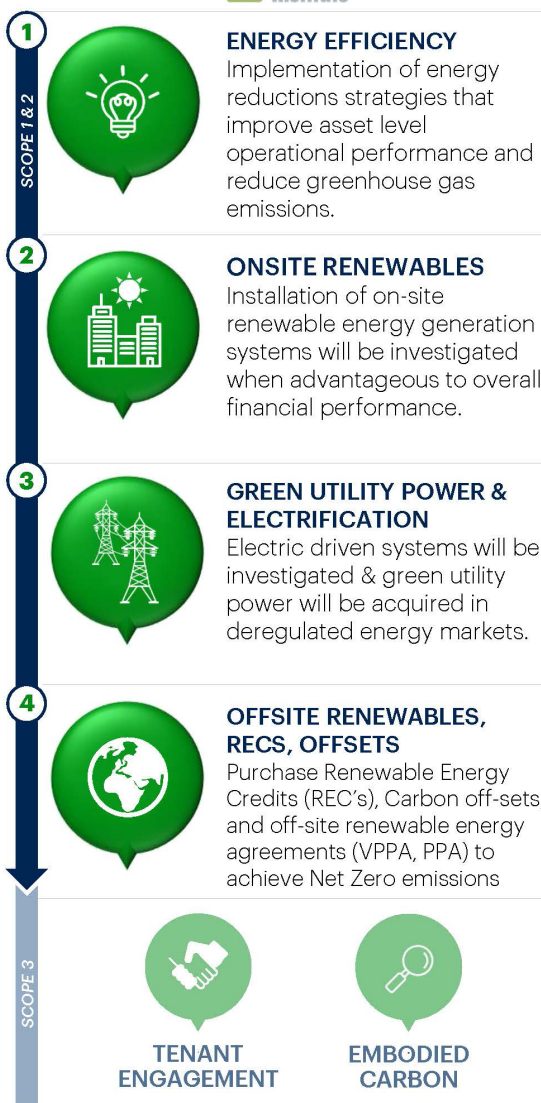 1
ENERGY EFFICIENCY
Implementation of energy
reductions strategies that
improve asset level
operational performance and
reduce greenhouse gas
emissions.
SCOPE 1 & 2
2
ONSITE RENEWABLES
Installation of on-site
renewable energy generation
systems will be investigated
when advantageous to overall
financial performance.
3
GREEN UTILITY POWER &
ELECTRIFICATION
Electric driven systems will be
investigated & green utility
power will be acquired in
deregulated energy markets.
4
OFFSITE RENEWABLES,
RECS, OFFSETS
Purchase Renewable Energy
Credits (REC's), Carbon off-sets
and off-site renewable energy
agreements (VPPA, PPA) to
achieve Net Zero emissions
SCOPE 3
TENANT
ENGAGEMENT
EMBODIED
CARBON